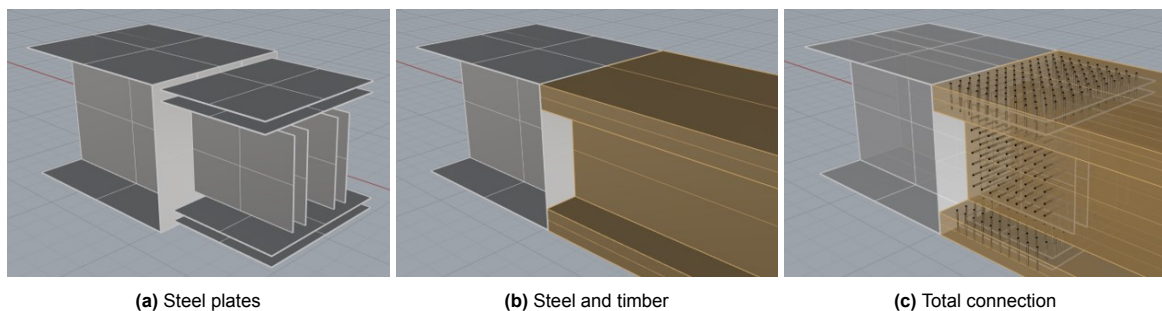 (a) Steel plates
(b) Steel and timber
(c) Total connection